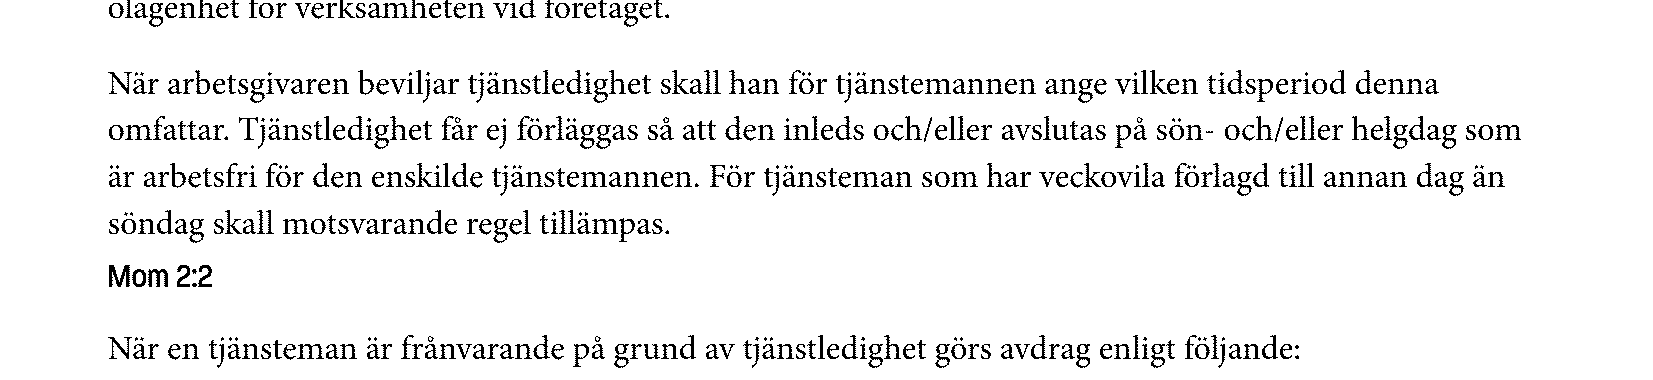 olägenhet för verksamheten vid företaget.
När arbetsgivaren beviljar tjänstledighet skall han för tjänstemannen ange vilken tidsperiod denna
omfattar. Tjänstledighet får ej förläggas så att den inleds och/eller avslutas på sön- och/eller helgdag som
är arbetsfri för den enskilde tjänstemannen. För tjänsteman som har veckovila förlagd till annan dag än
söndag skall motsvarande regel tillämpas.
Mom 2:2
När en tjänsteman är frånvarande på grund av tjänstledighet görs avdrag enligt följande: